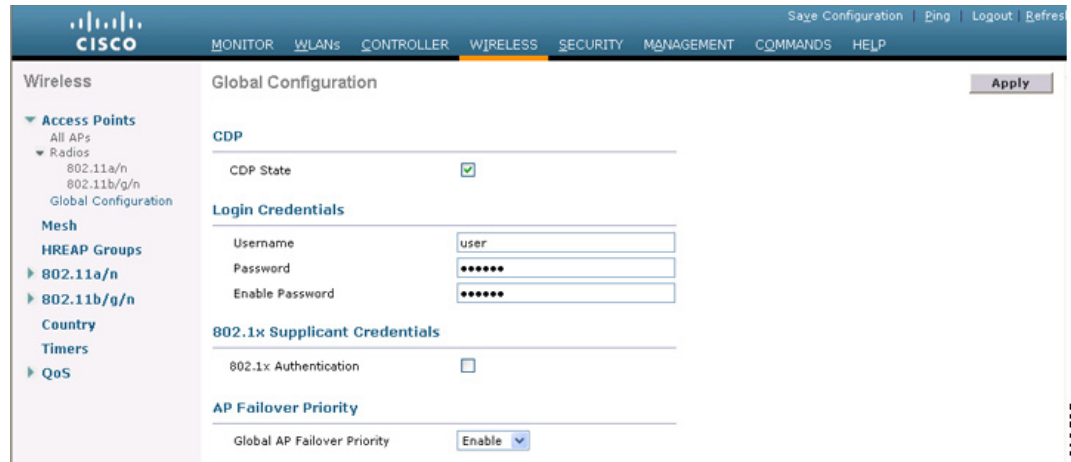 Save Configuration | Ping | Logout | Refres
CISCO
MONITOR WLANs CONTROLLER WIRELESS SECURITY MANAGEMENT COMMANDS HELP
Wireless
Access Points
All APs
Radios
802.11a/n
802.11b/g/n
Global Configuration
Mesh
HREAP Groups
802.11a/n
802.11b/g/n
Country
Timers
QoS
Global Configuration
Apply
CDP
CDP State
Login Credentials
Username user
Password ••••••
Enable Password ••••••
802.1x Supplicant Credentials
802.1x Authentication
AP Failover Priority
Global AP Failover Priority Enable